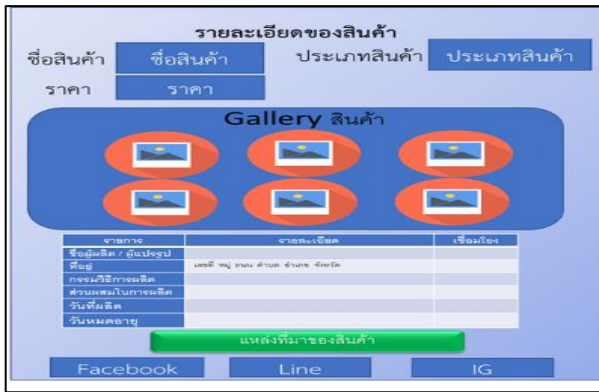 รายละเอียดของสินค้า
ชื่อสินค้า ชื่อสินค้า ประเภทสินค้า ประเภทสินค้า
ราคา ราคา
Gallery สินค้า
รายการ รายละเอียด เชื่อมโยง
ชื่อผู้ผลิต / ผู้แปรรูป
ที่อยู่ เลขที่ หมู่ ถนน ตำบล อำเภอ จังหวัด
กรรมวิธีการผลิต
ส่วนผสมในการผลิต
วันที่ผลิต
วันหมดอายุ
แหล่งที่มาของสินค้า
Facebook Line IG